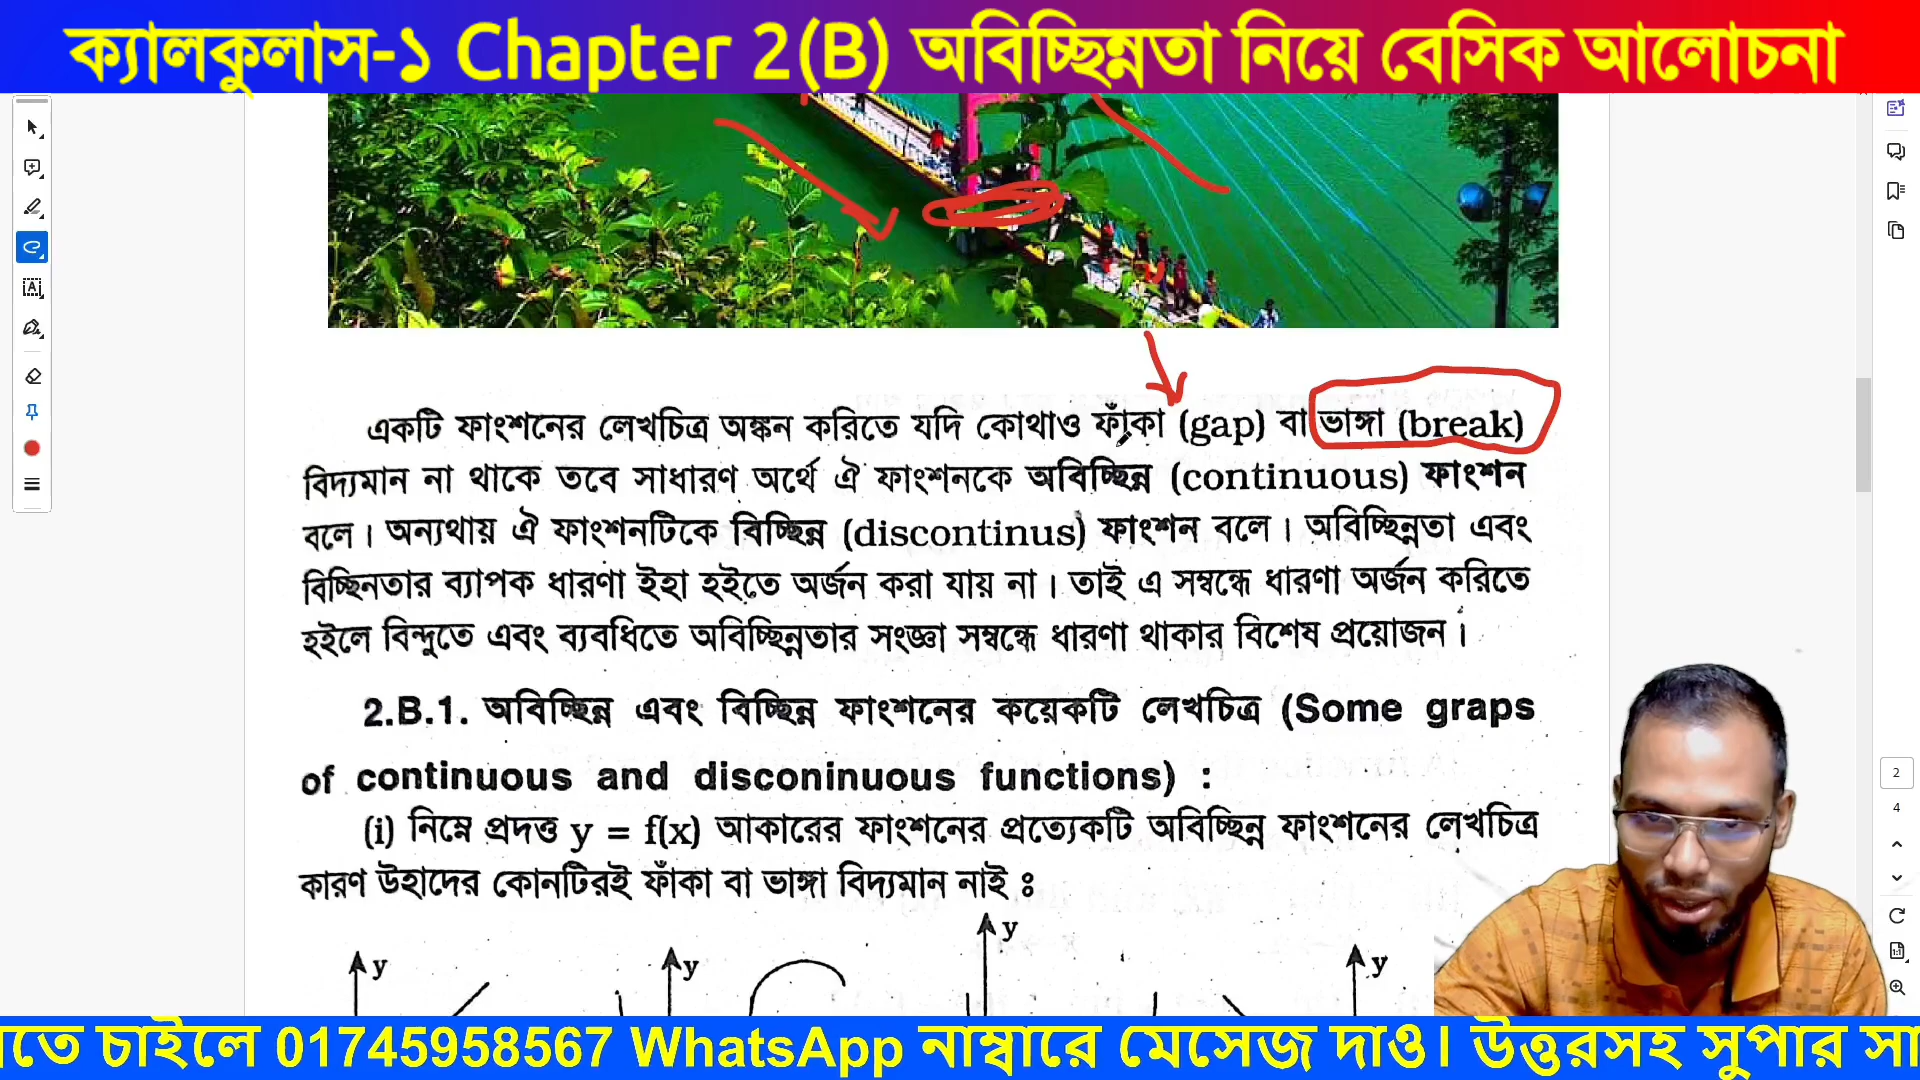 ক্যালকুলাস-১ Chapter 2(B) অবিচ্ছিন্নতা নিয়ে বেসিক আলোচনা
একটি ফাংশনের লেখচিত্র অঙ্কন করিতে যদি কোথাও ফাঁকা (gap) বা ভাঙ্গা (break)
বিদ্যমান না থাকে তবে সাধারণ অর্থে ঐ ফাংশনকে অবিচ্ছিন্ন (continuous) ফাংশন
বলে। অন্যথায় ঐ ফাংশনটিকে বিচ্ছিন্ন (discontinus) ফাংশন বলে। অবিচ্ছিন্নতা এবং
বিচ্ছিনতার ব্যাপক ধারণা ইহা হইতে অর্জন করা যায় না। তাই এ সম্বন্ধে ধারণা অর্জন করিতে
হইলে বিন্দুতে এবং ব্যবধিতে অবিচ্ছিন্নতার সংজ্ঞা সম্বন্ধে ধারণা থাকার বিশেষ প্রয়োজন।
2.B.1. অবিচ্ছিন্ন এবং বিচ্ছিন্ন ফাংশনের কয়েকটি লেখচিত্র (Some graps
of continuous and disconinuous functions) :
(i) নিম্নে প্রদত্ত y = f(x) আকারের ফাংশনের প্রত্যেকটি অবিচ্ছিন্ন ফাংশনের লেখচিত্র
কারণ উহাদের কোনটিরই ফাঁকা বা ভাঙ্গা বিদ্যমান নাই ঃ
y y y y
2
4
তে চাইলে 01745958567 WhatsApp নাম্বারে মেসেজ দাও। উত্তরসহ সুপার সা